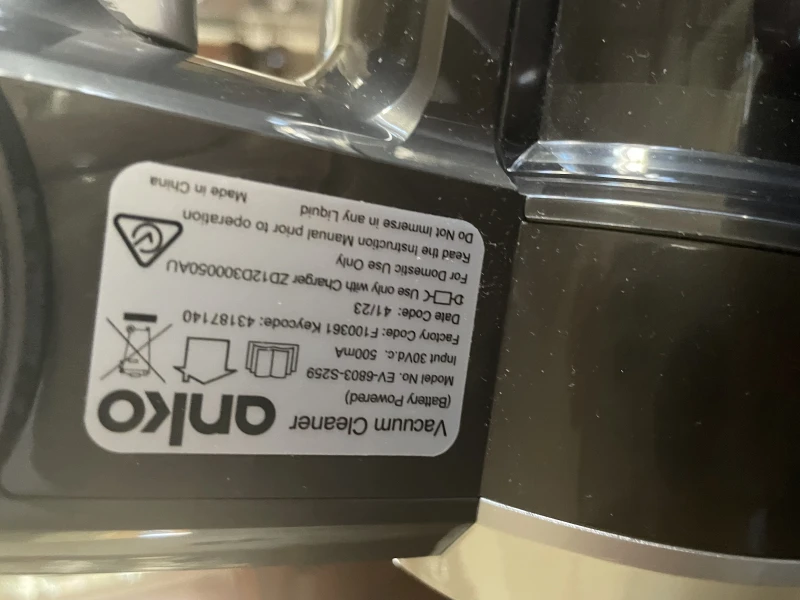 Vacuum Cleaner
(Battery Powered)
anko
Model No. EV-6803-S259
Input 30Vd.c. 500mA
Factory Code: F100361 Keycode: 43187140
Date Code: 41/23
Use only with Charger ZD12D300050AU
For Domestic Use Only
Read the Instruction Manual prior to operation
Do Not Immerse in any Liquid
Made in China